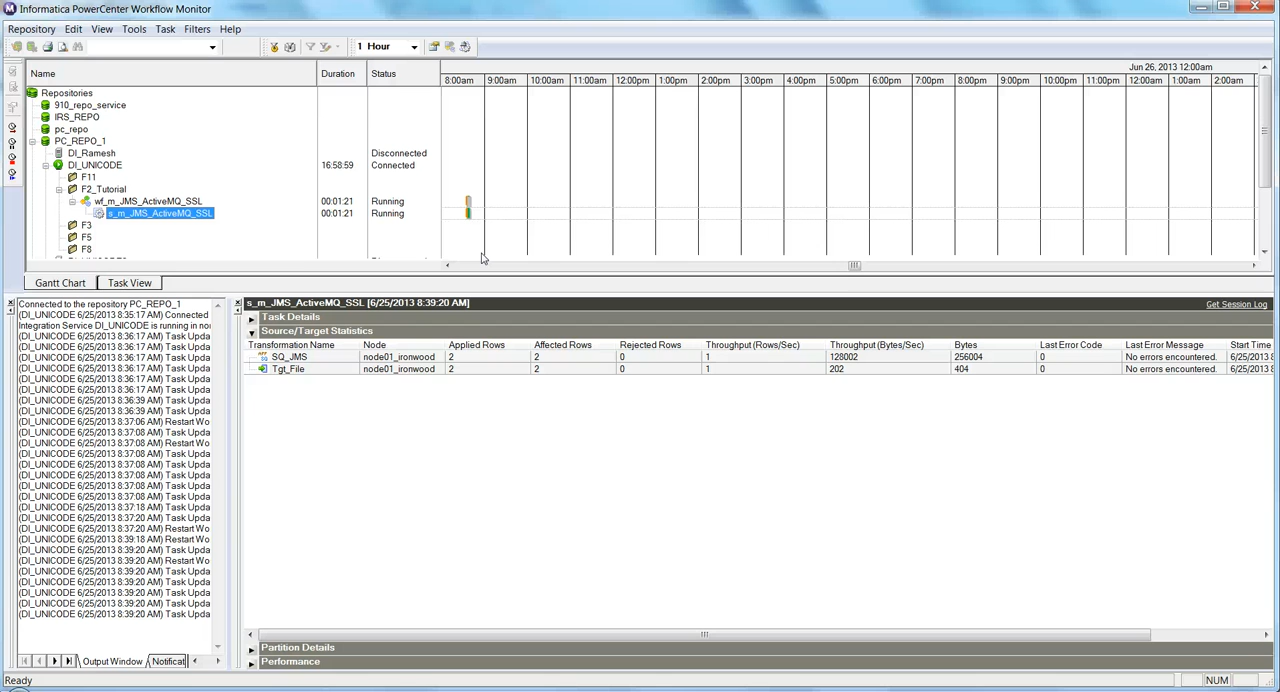 Informatica PowerCenter Workflow Monitor
Repository Edit View Tools Task Filters Help
1 Hour
Name Duration Status
Jun 26, 2013 12:00am
8:00am 9:00am 10:00am 11:00am 12:00pm 1:00pm 2:00pm 3:00pm 4:00pm 5:00pm 6:00pm 7:00pm 8:00pm 9:00pm 10:00pm 11:00pm 12:00am 1:00am 2:00am
Repositories
910_repo_service
IRS_REPO
pc_repo
PC_REPO_1
DI_Ramesh Disconnected
DI_UNICODE 16:58:59 Connected
F11
F2_Tutorial
wf_m_JMS_ActiveMQ_SSL 00:01:21 Running
s_m_JMS_ActiveMQ_SSL 00:01:21 Running
F3
F5
F8
Gantt Chart Task View
Connected to the repository PC_REPO_1
(DI_UNICODE 6/25/2013 8:35:17 AM) Connected
Integration Service DI_UNICODE is running in nor
(DI_UNICODE 6/25/2013 8:36:17 AM) Task Upda
(DI_UNICODE 6/25/2013 8:36:17 AM) Task Upda
(DI_UNICODE 6/25/2013 8:36:17 AM) Task Upda
(DI_UNICODE 6/25/2013 8:36:17 AM) Task Upda
(DI_UNICODE 6/25/2013 8:36:17 AM) Task Upda
(DI_UNICODE 6/25/2013 8:36:17 AM) Task Upda
(DI_UNICODE 6/25/2013 8:36:39 AM) Task Upda
(DI_UNICODE 6/25/2013 8:36:39 AM) Task Upda
(DI_UNICODE 6/25/2013 8:37:06 AM) Restart Wo
(DI_UNICODE 6/25/2013 8:37:08 AM) Task Upda
(DI_UNICODE 6/25/2013 8:37:08 AM) Restart Wo
(DI_UNICODE 6/25/2013 8:37:08 AM) Task Upda
(DI_UNICODE 6/25/2013 8:37:08 AM) Task Upda
(DI_UNICODE 6/25/2013 8:37:08 AM) Task Upda
(DI_UNICODE 6/25/2013 8:37:08 AM) Task Upda
(DI_UNICODE 6/25/2013 8:37:08 AM) Task Upda
(DI_UNICODE 6/25/2013 8:37:18 AM) Task Upda
(DI_UNICODE 6/25/2013 8:37:20 AM) Task Upda
(DI_UNICODE 6/25/2013 8:37:20 AM) Restart Wo
(DI_UNICODE 6/25/2013 8:39:18 AM) Restart Wo
(DI_UNICODE 6/25/2013 8:39:20 AM) Task Upda
(DI_UNICODE 6/25/2013 8:39:20 AM) Restart Wo
(DI_UNICODE 6/25/2013 8:39:20 AM) Task Upda
(DI_UNICODE 6/25/2013 8:39:20 AM) Task Upda
(DI_UNICODE 6/25/2013 8:39:20 AM) Task Upda
(DI_UNICODE 6/25/2013 8:39:20 AM) Task Upda
(DI_UNICODE 6/25/2013 8:39:20 AM) Task Upda
Output Window Notificat
s_m_JMS_ActiveMQ_SSL [6/25/2013 8:39:20 AM] Get Session Log
Task Details
Source/Target Statistics
Transformation Name Node Applied Rows Affected Rows Rejected Rows Throughput (Rows/Sec) Throughput (Bytes/Sec) Bytes Last Error Code Last Error Message Start Time
SQ_JMS node01_ironwood 2 2 0 1 128002 256004 0 No errors encountered. 6/25/2013 8
Tgt_File node01_ironwood 2 2 0 1 202 404 0 No errors encountered. 6/25/2013 8
Partition Details
Performance
Ready NUM